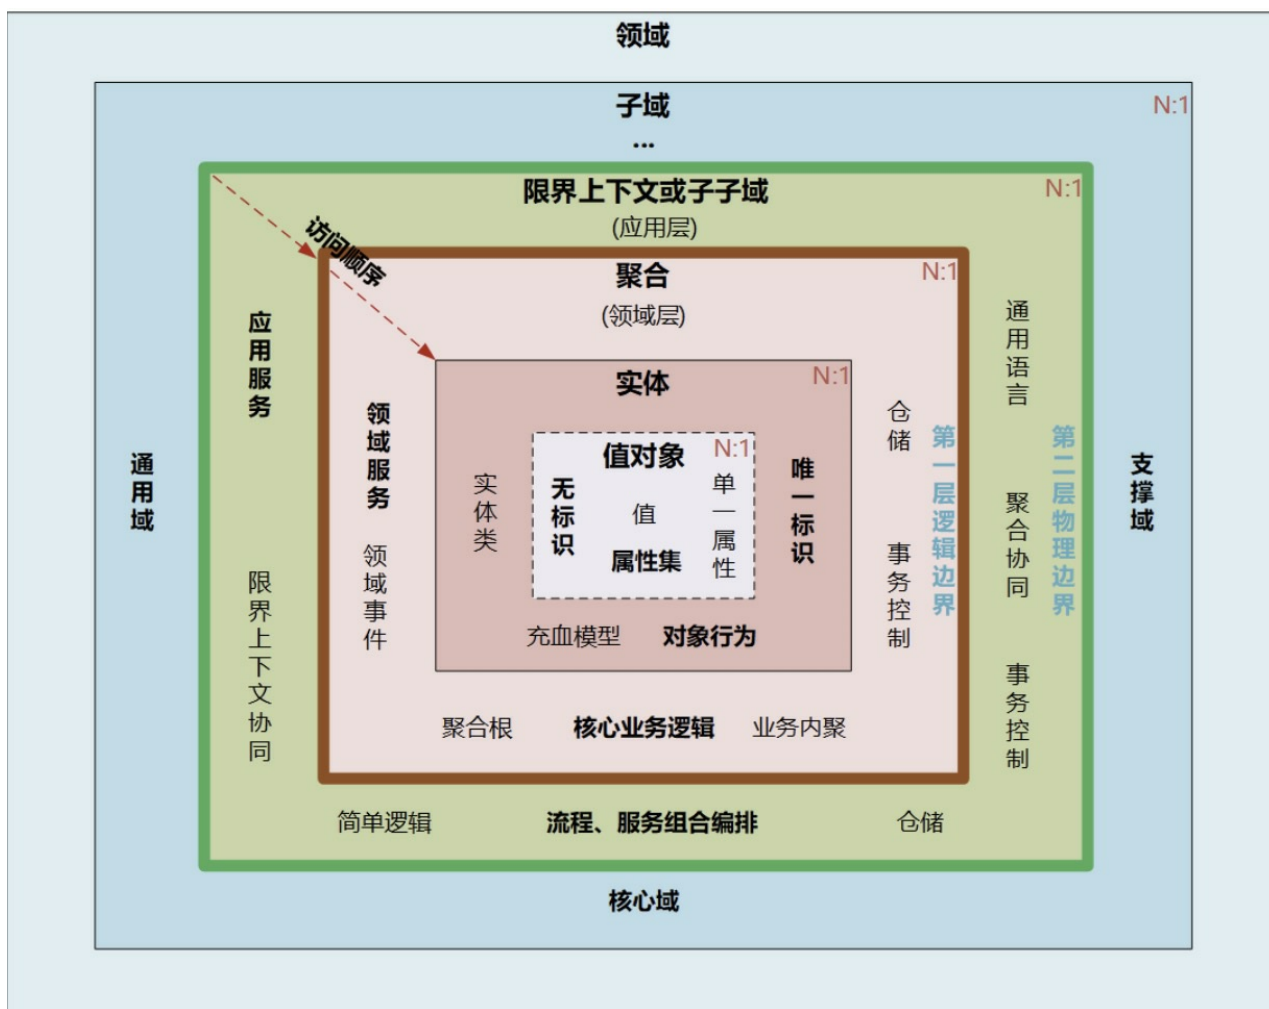 领域
子域
N:1
...
限界上下文或子子域
N:1
(应用层)
访问顺序
聚合
N:1
(领域层)
应用服务
通用语言
实体
N:1
领域服务
仓储
第一层逻辑边界
第二层物理边界
值对象
N:1
通用域
实体类
无标识
值
单一属性
属性集
唯一标识
支撑域
领域事件
事务控制
聚合协同
限界上下文协同
充血模型
对象行为
事务控制
聚合根
核心业务逻辑
业务内聚
简单逻辑
流程、服务组合编排
仓储
核心域